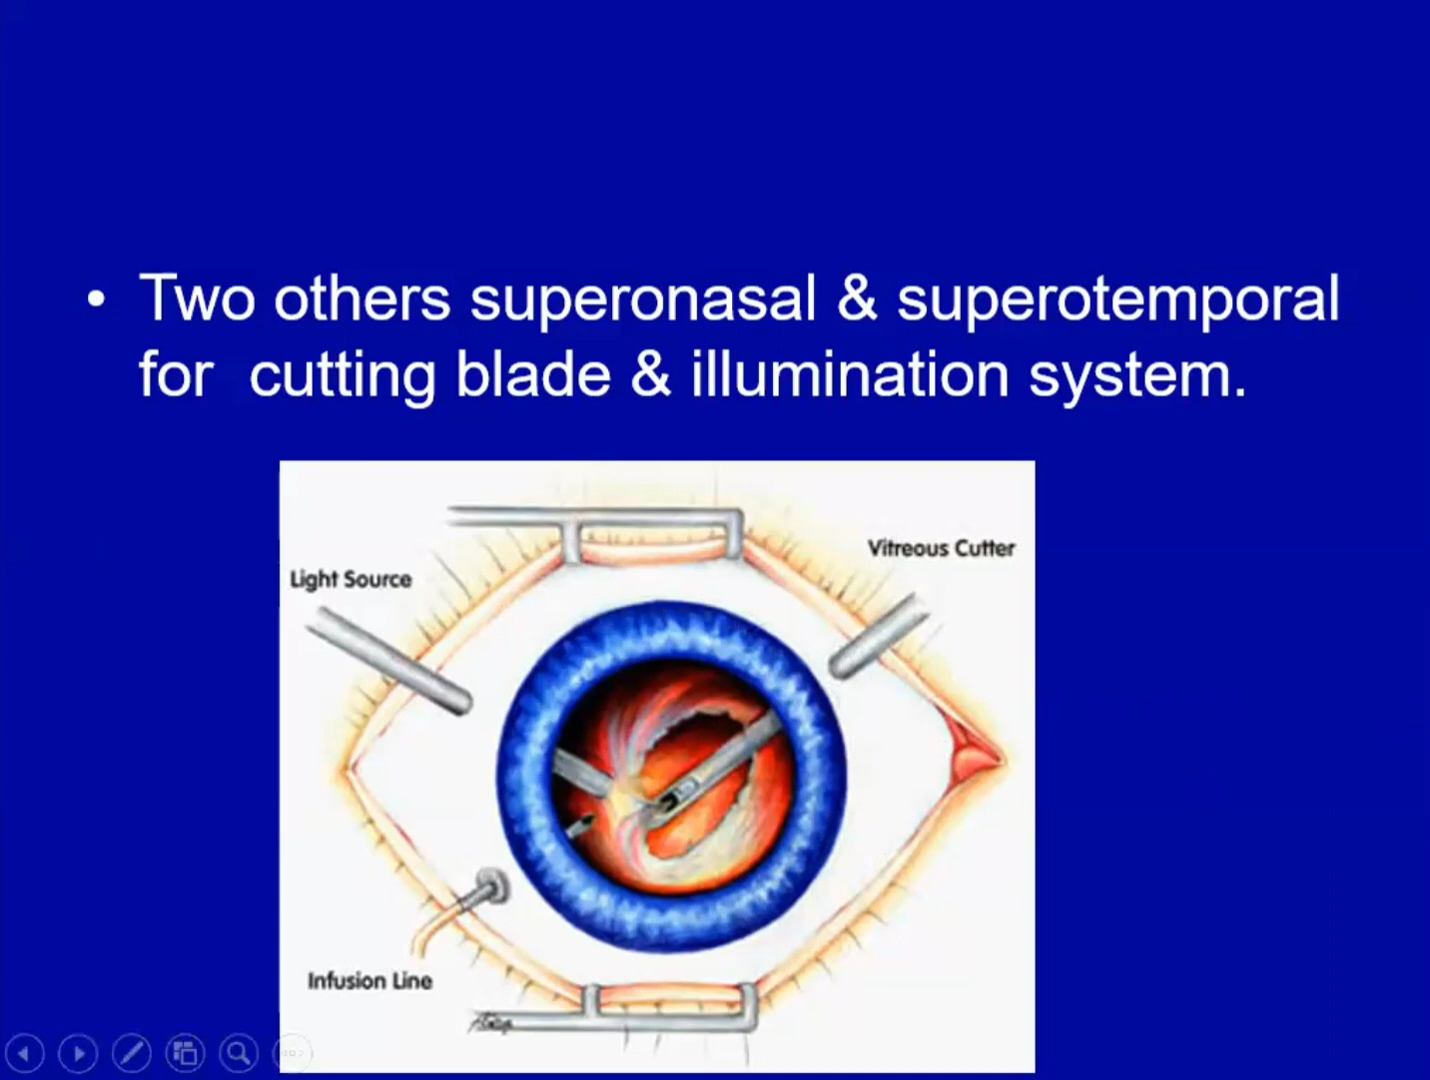 • Two others superonasal & superotemporal
for cutting blade & illumination system.
Vitreous Cutter
Light Source
Infusion Line